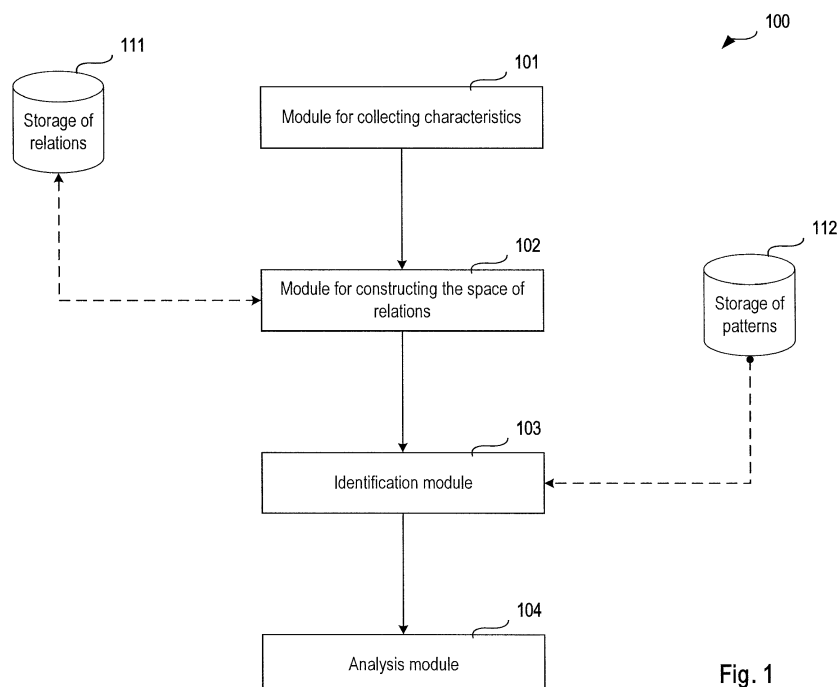 100
111
101
Storage of
relations
Module for collecting characteristics
102
112
Module for constructing the space of
relations
Storage of
patterns
103
Identification module
104
Analysis module
Fig. 1